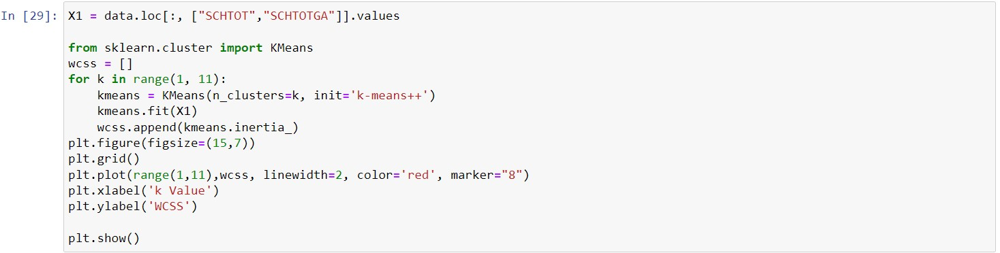 In [29]: X1 = data.loc[:, ["SCHTOT","SCHTOTGA"]].values
from sklearn.cluster import KMeans
wcss = []
for k in range(1, 11):
    kmeans = KMeans(n_clusters=k, init='k-means++')
    kmeans.fit(X1)
    wcss.append(kmeans.inertia_)
plt.figure(figsize=(15,7))
plt.grid()
plt.plot(range(1,11),wcss, linewidth=2, color='red', marker="8")
plt.xlabel('k Value')
plt.ylabel('WCSS')
plt.show()